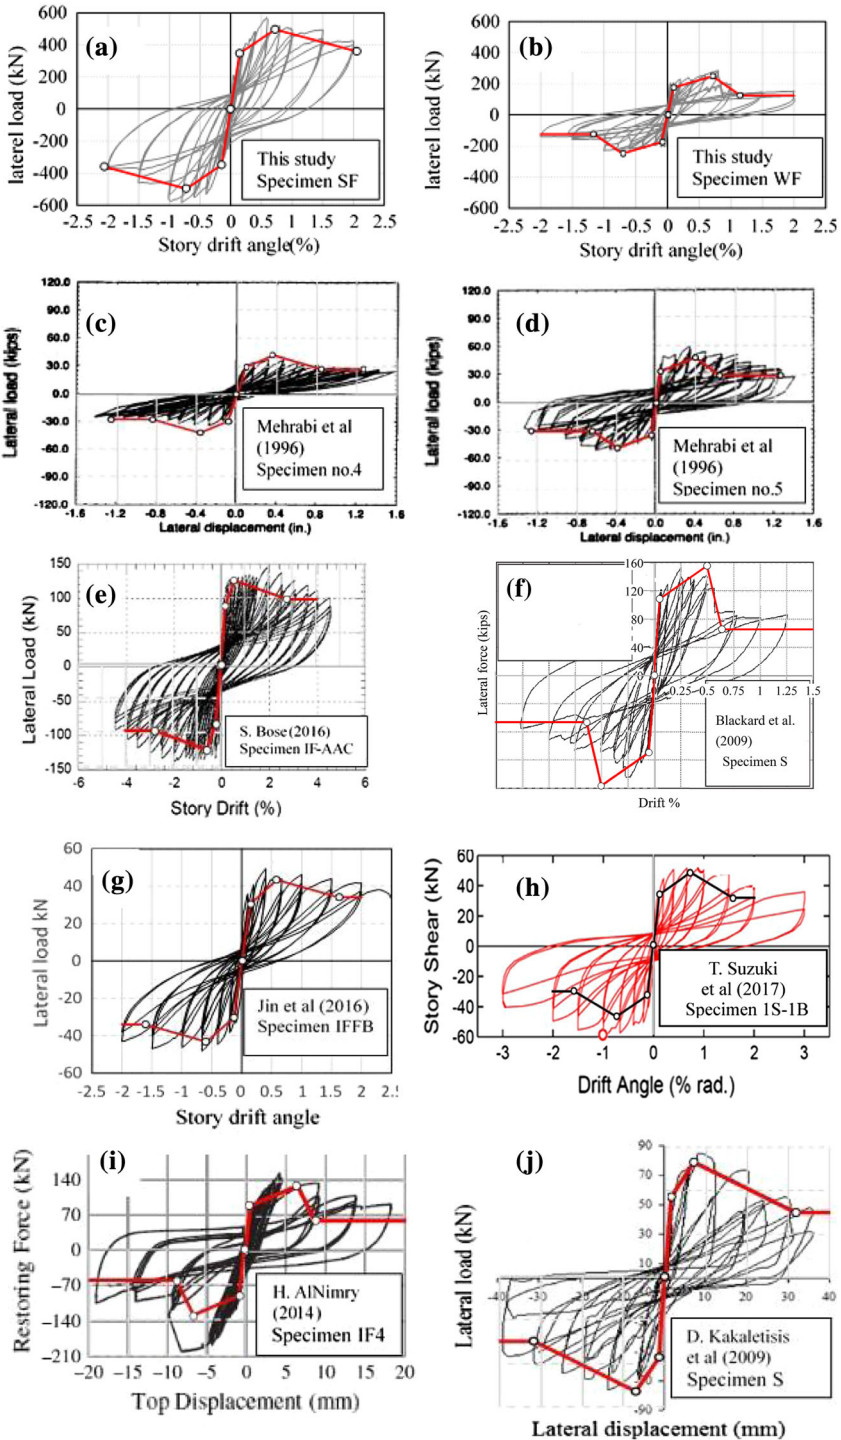 (a)
laterel load (kN)
600
400
200
0
-200
-400
-600
This study
Specimen SF
-2.5 -2 -1.5 -1 -0.5 0 0.5 1 1.5 2 2.5
Story drift angle(%)
(b)
laterel load (kN)
600
400
200
0
-200
-400
-600
This study
Specimen WF
-2.5 -2 -1.5 -1 -0.5 0 0.5 1 1.5 2 2.5
Story drift angle(%)
(c)
Lateral load (kips)
120.0
90.0
60.0
30.0
0.0
-30.0
-60.0
-90.0
-120.0
Mehrabi et al
(1996)
Specimen no.4
-1.6 -1.2 -0.8 -0.4 0.0 0.4 0.8 1.2 1.6
Lateral displacement (in.)
(d)
Lateral load (kips)
120.0
90.0
60.0
30.0
0.0
-30.0
-60.0
-90.0
-120.0
Mehrabi et al
(1996)
Specimen no.5
-1.6 -1.2 -0.8 -0.4 0.0 0.4 0.8 1.2 1.6
Lateral displacement (in.)
(e)
Lateral Load (kN)
150
100
50
0
-50
-100
-150
S. Bose (2016)
Specimen IF-AAC
-6 -4 -2 0 2 4 6
Story Drift (%)
(f)
Lateral force (kips)
160
120
80
40
0
0 0.25 0.5 0.75 1 1.25 1.5
Blackard et al.
(2009)
Specimen S
Drift %
(g)
Lateral load kN
60
40
20
0
-20
-40
-60
Jin et al (2016)
Specimen IFFB
-2.5 -2 -1.5 -1 -0.5 0 0.5 1 1.5 2 2.5
Story drift angle
(h)
Story Shear (kN)
60
40
20
0
-20
-40
-60
T. Suzuki
et al (2017)
Specimen 1S-1B
-3 -2 -1 0 1 2 3
Drift Angle (% rad.)
(i)
Restoring Force (kN)
140
70
0
−70
−140
−210
H. AlNimry
(2014)
Specimen IF4
−20 −15 −10 −5 0 5 10 15 20
Top Displacement (mm)
(j)
Lateral load (kN)
90
70
50
30
10
-40 -30 -20 -10 10 20 30 40
-90
D. Kakaletisis
et al (2009)
Specimen S
Lateral displacement (mm)